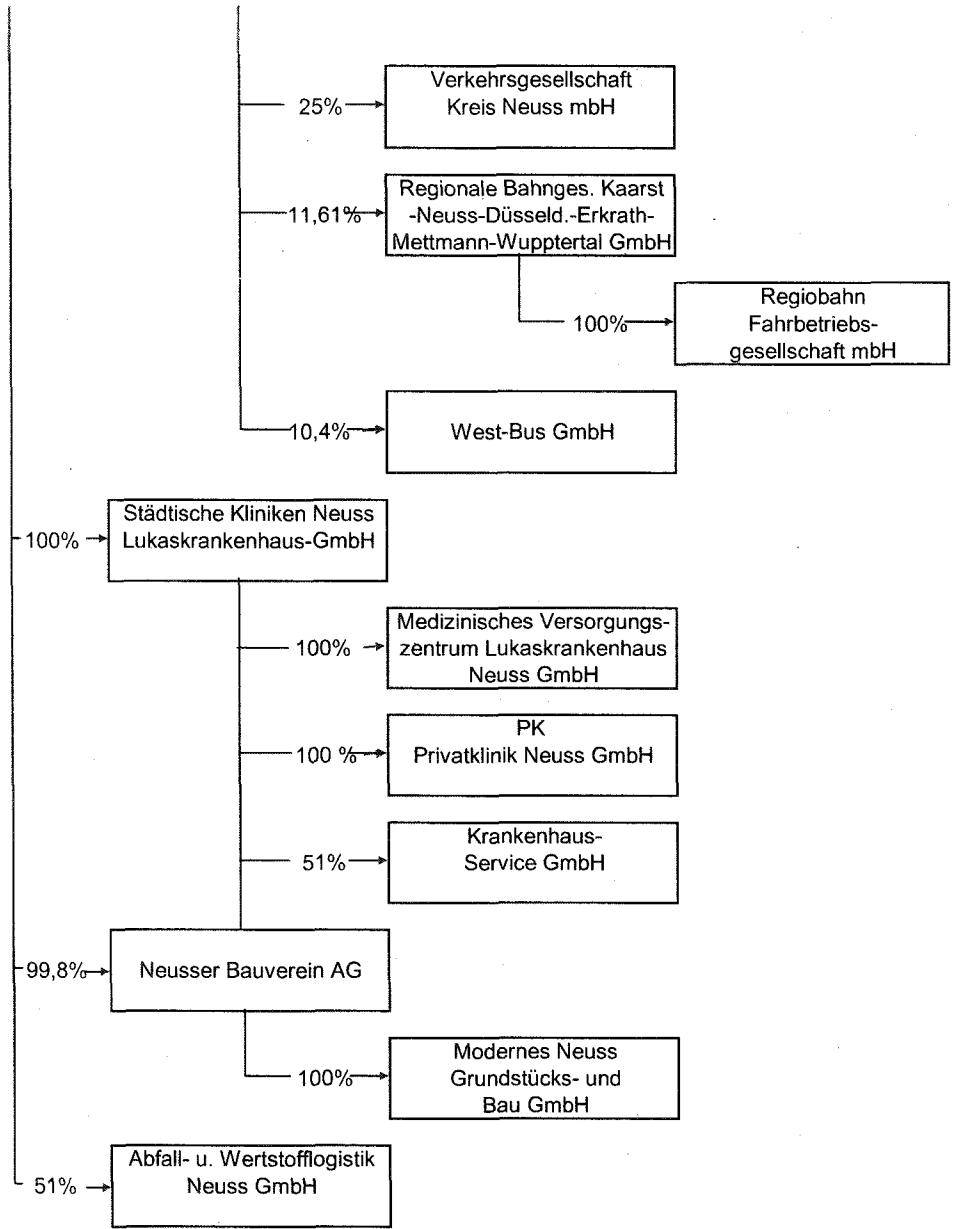 25%
Verkehrsgesellschaft
Kreis Neuss mbH
11,61%
Regionale Bahnges. Kaarst
-Neuss-Düsseld.-Erkrath-
Mettmann-Wupptertal GmbH
100%
Regiobahn
Fahrbetriebs-
gesellschaft mbH
10,4%
West-Bus GmbH
100%
Städtische Kliniken Neuss
Lukaskrankenhaus-GmbH
100%
Medizinisches Versorgungs-
zentrum Lukaskrankenhaus
Neuss GmbH
100 %
PK
Privatklinik Neuss GmbH
51%
Krankenhaus-
Service GmbH
99,8%
Neusser Bauverein AG
100%
Modernes Neuss
Grundstücks- und
Bau GmbH
51%
Abfall- u. Wertstofflogistik
Neuss GmbH